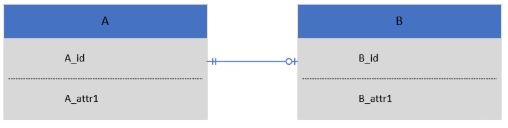 A
A_Id
A_attr1
B
B_Id
B_attr1